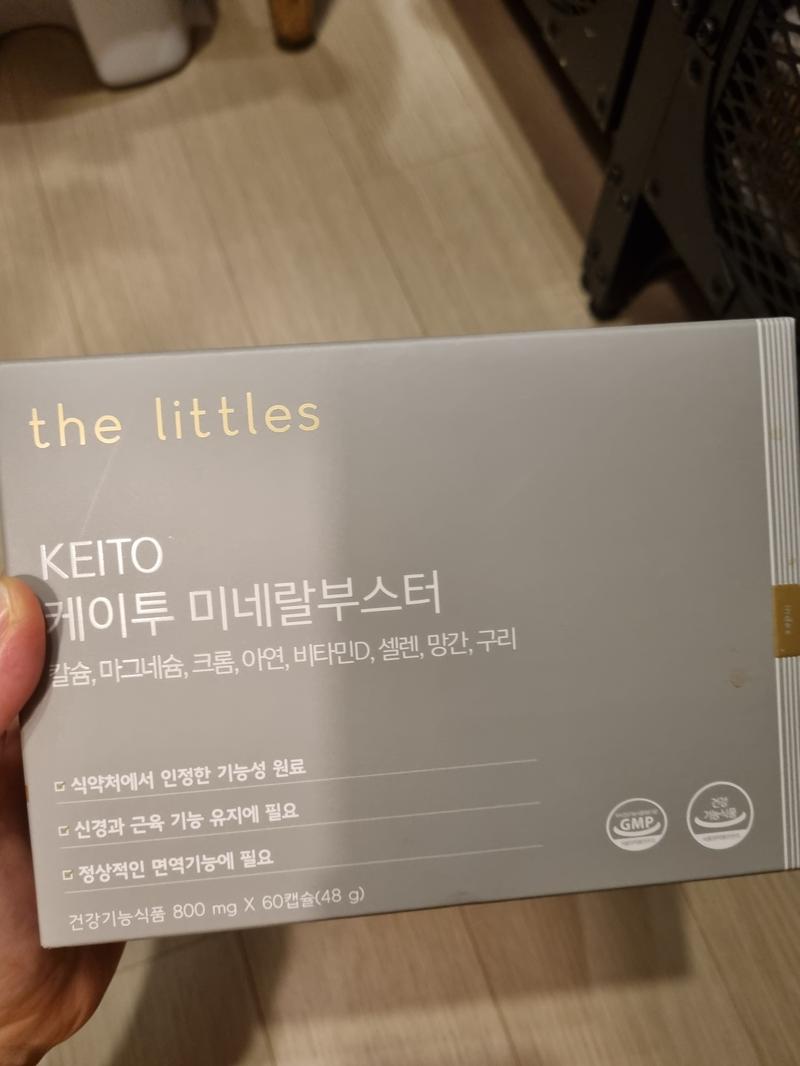 the littles
KEITO
케이투 미네랄부스터
칼슘, 마그네슘, 크롬, 아연, 비타민D, 셀렌, 망간, 구리
식약처에서 인정한 기능성 원료
신경과 근육 기능 유지에 필요
정상적인 면역기능에 필요
건강기능식품 800 mg X 60캡슐(48 g)
GMP
건강
기능식품
index